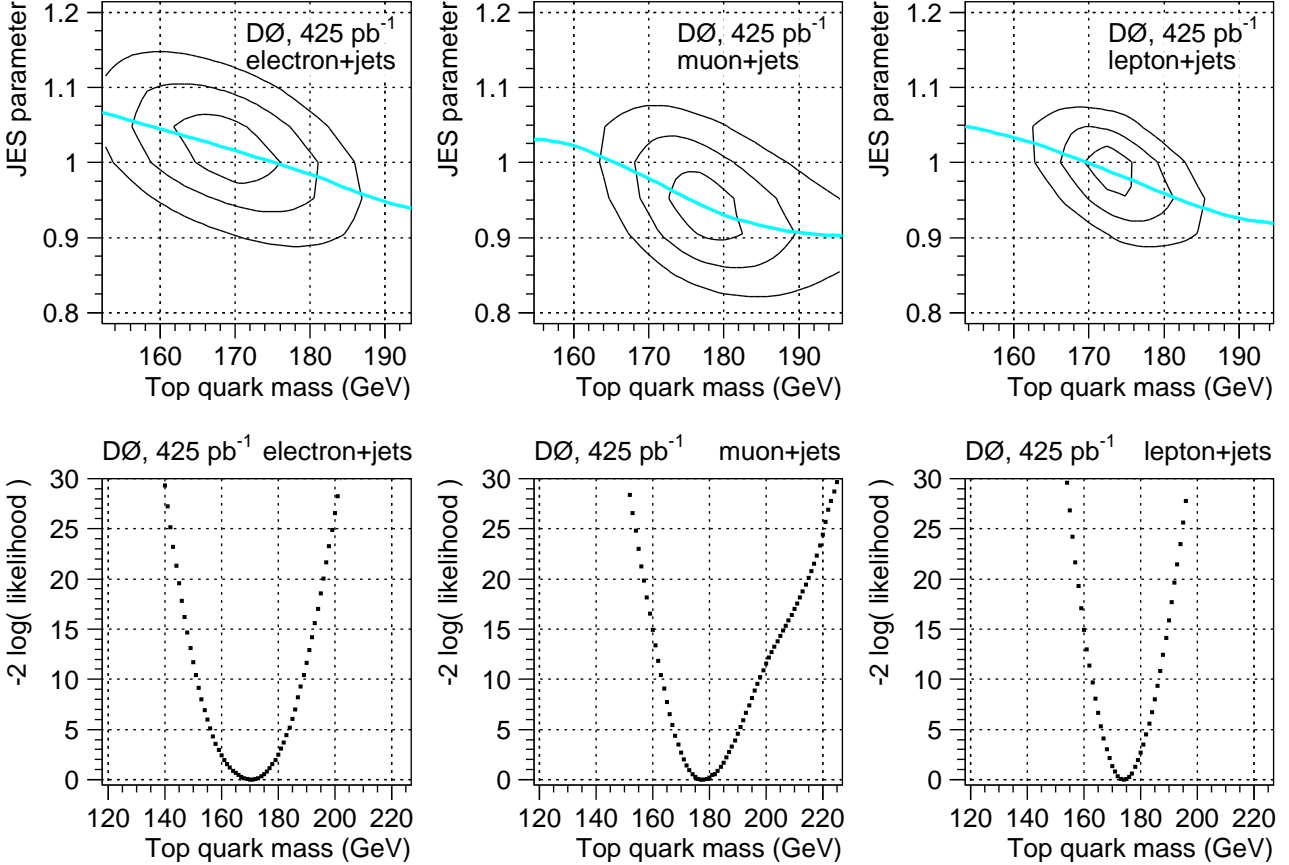 DØ, 425 pb-1
electron+jets
1.2
1.1
1
0.9
0.8
JES parameter
160 170 180 190
Top quark mass (GeV)
DØ, 425 pb-1
muon+jets
1.2
1.1
1
0.9
0.8
JES parameter
160 170 180 190
Top quark mass (GeV)
DØ, 425 pb-1
lepton+jets
1.2
1.1
1
0.9
0.8
JES parameter
160 170 180 190
Top quark mass (GeV)
DØ, 425 pb-1 electron+jets
30
25
20
15
10
5
0
-2 log( likelihood )
120 140 160 180 200 220
Top quark mass (GeV)
DØ, 425 pb-1 muon+jets
30
25
20
15
10
5
0
-2 log( likelihood )
120 140 160 180 200 220
Top quark mass (GeV)
DØ, 425 pb-1 lepton+jets
30
25
20
15
10
5
0
-2 log( likelihood )
120 140 160 180 200 220
Top quark mass (GeV)